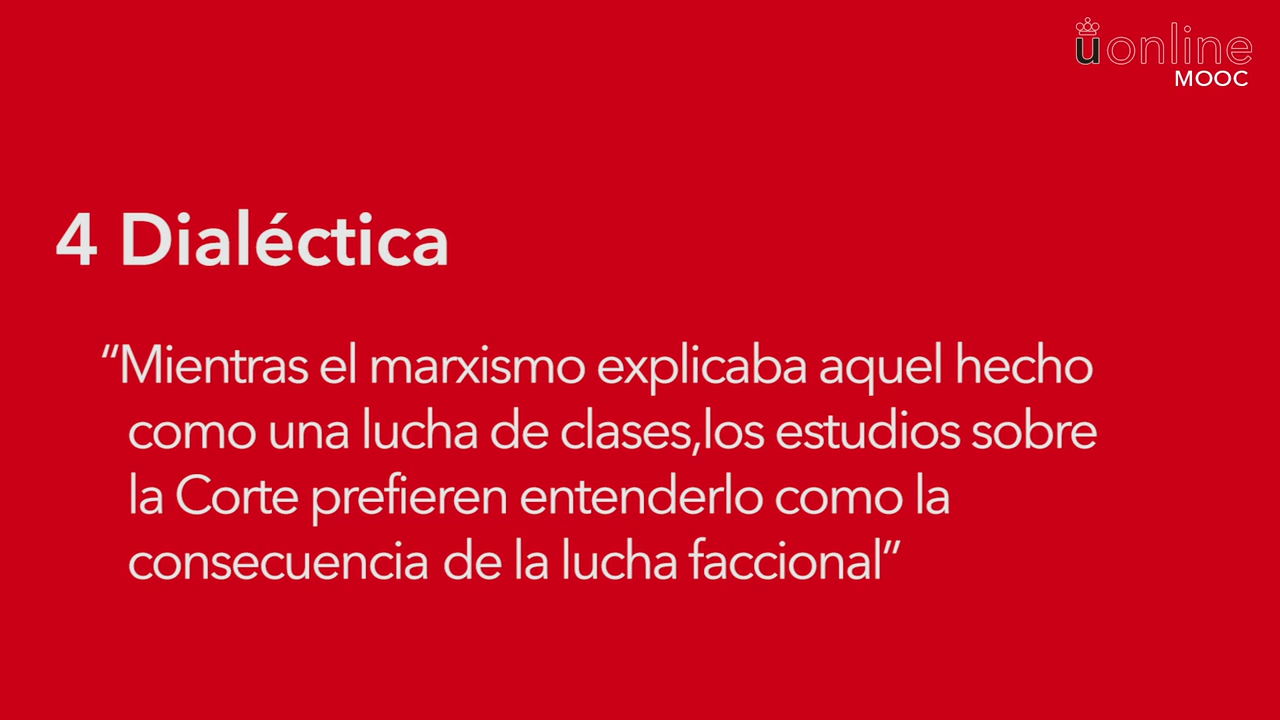 uonline
MOOC
4 Dialéctica
“Mientras el marxismo explicaba aquel hecho
como una lucha de clases,los estudios sobre
la Corte prefieren entenderlo como la
consecuencia de la lucha faccional”